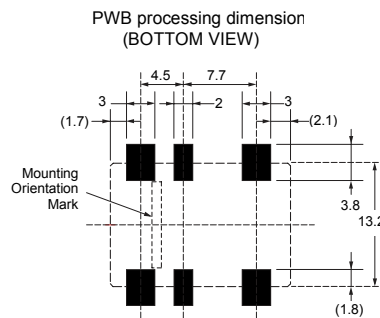 PWB processing dimension
(BOTTOM VIEW)
4.5 7.7
3 2 3
(1.7) (2.1)
Mounting
Orientation
Mark
3.8
13.2
(1.8)